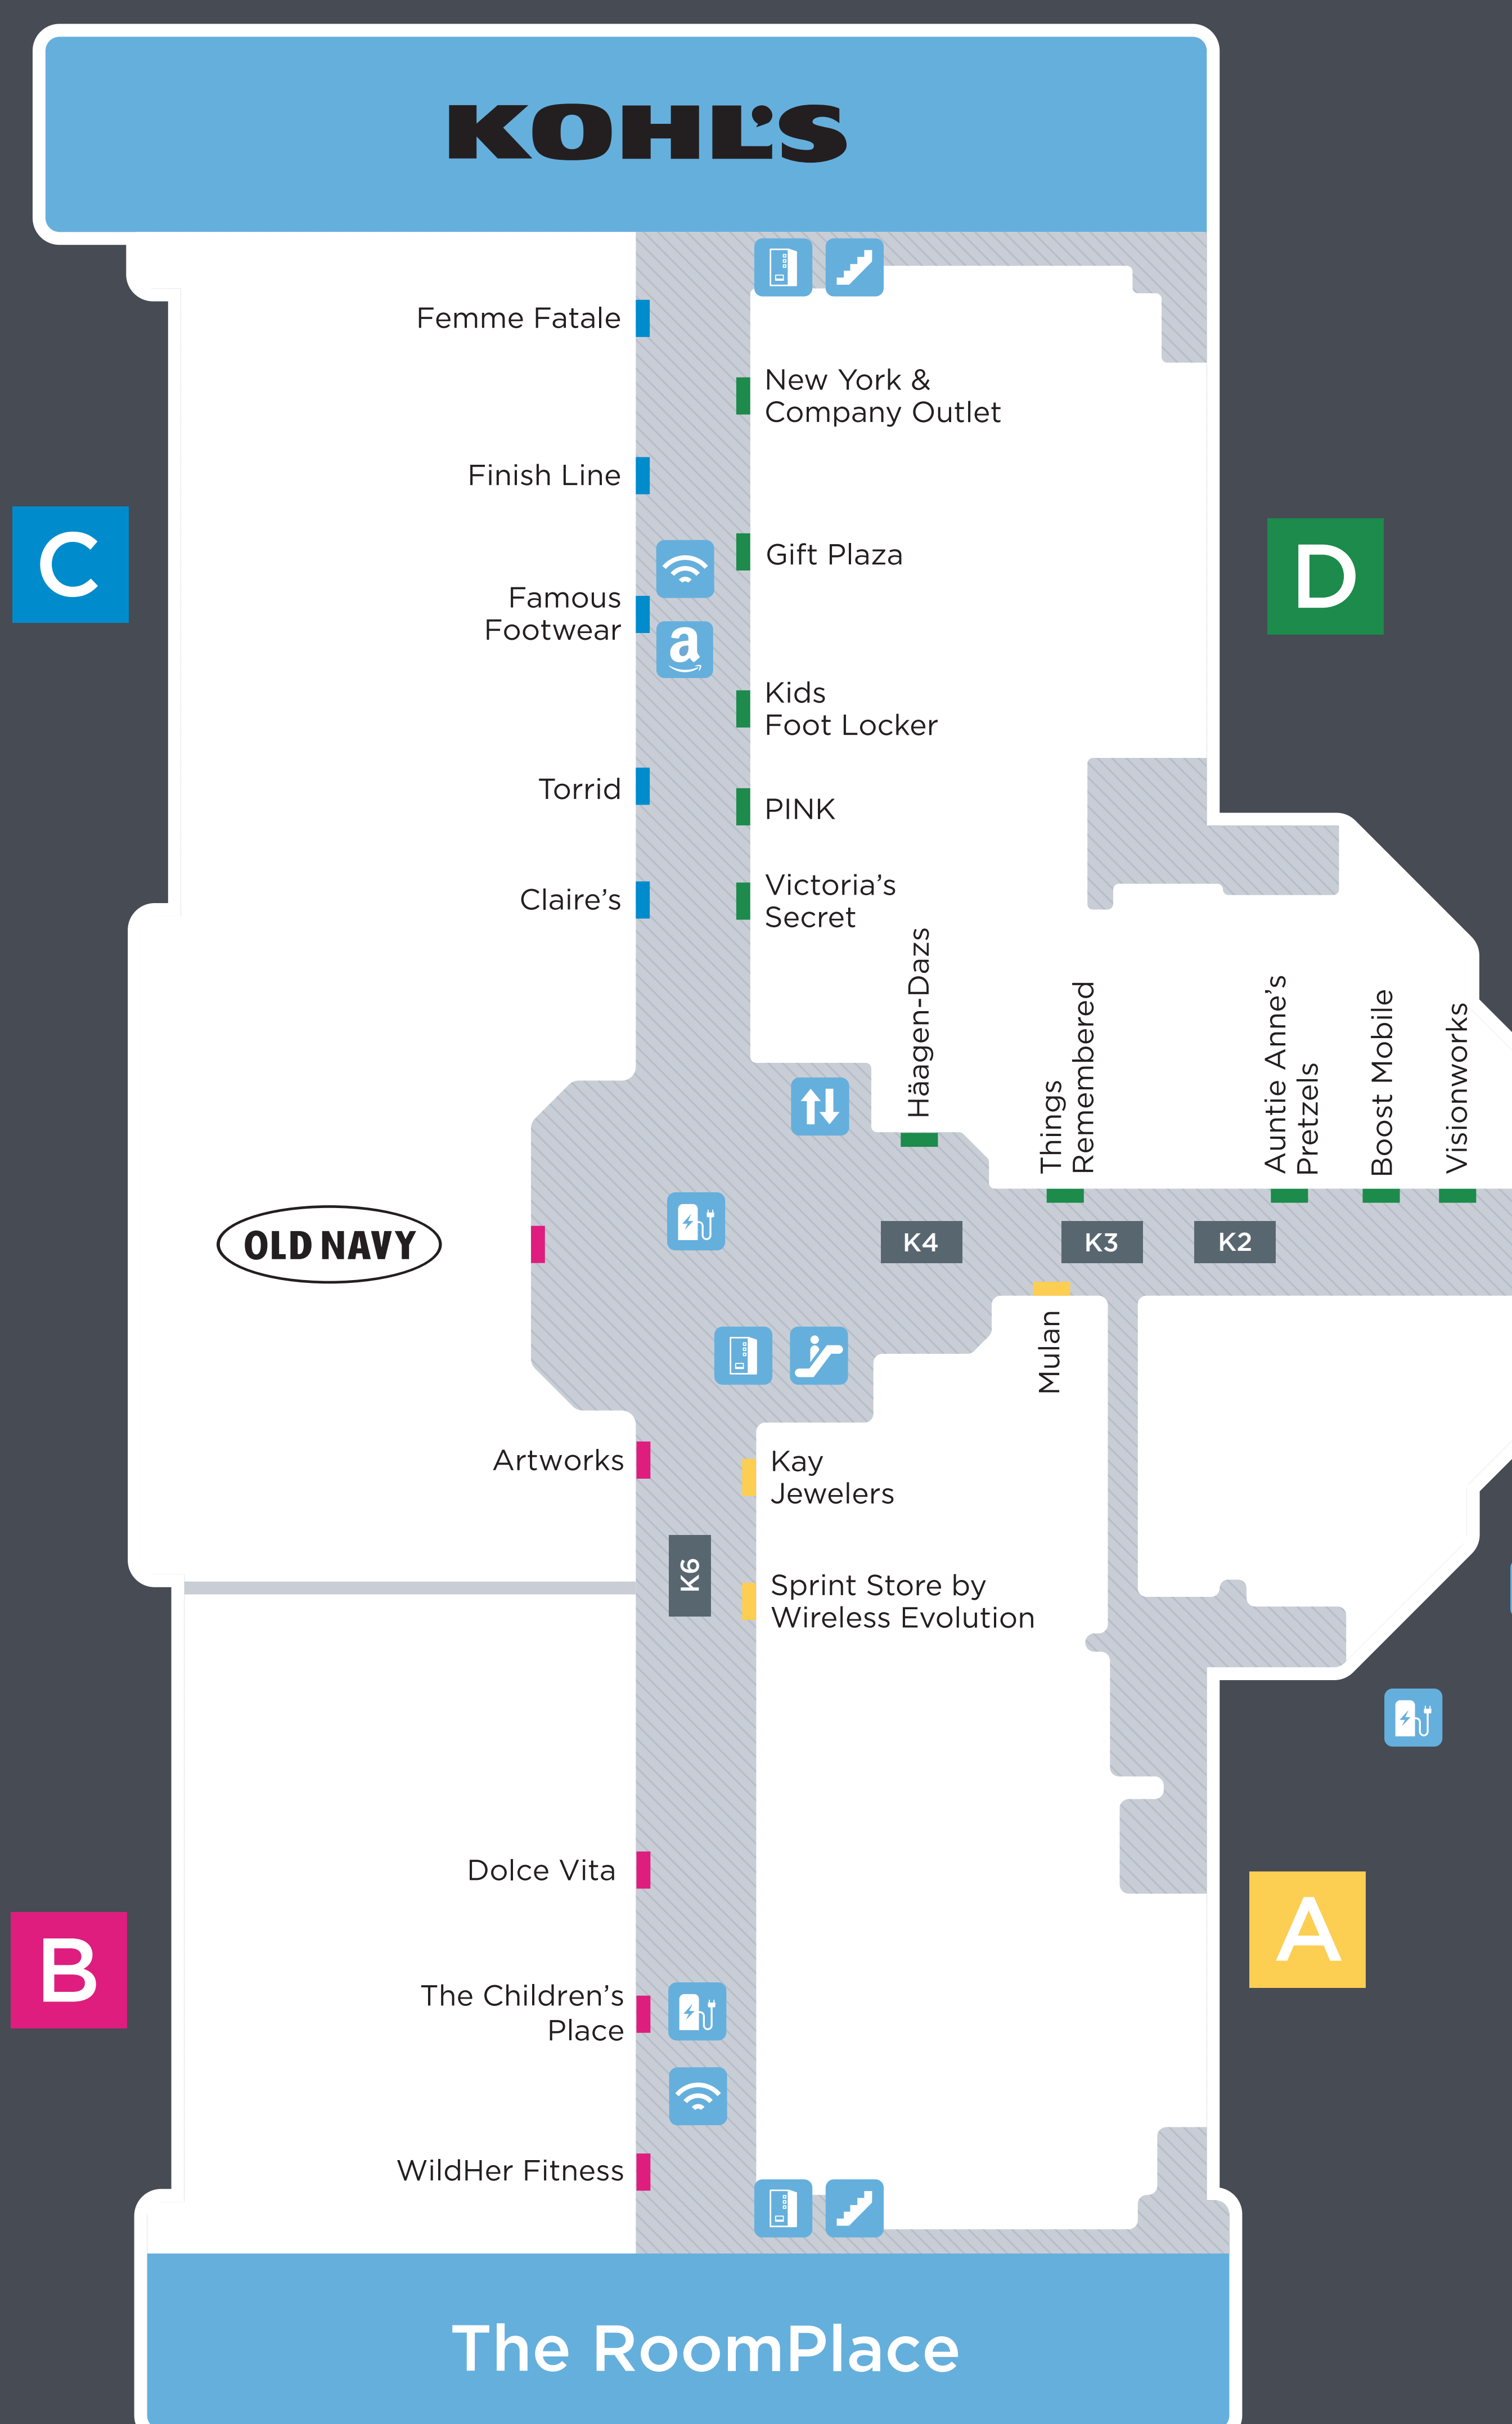 KOHL'S
Femme Fatale
New York &
Company Outlet
Finish Line
C
D
Gift Plaza
Famous
Footwear
a
Kids
Foot Locker
Torrid
PINK
Claire's
Victoria's
Secret
Häagen-Dazs
Things
Remembered
Auntie Anne's
Pretzels
Boost Mobile
Visionworks
OLD NAVY
K4
K3
K2
Mulan
Artworks
Kay
Jewelers
K6
Sprint Store by
Wireless Evolution
Dolce Vita
B
A
The Children's
Place
WildHer Fitness
The RoomPlace